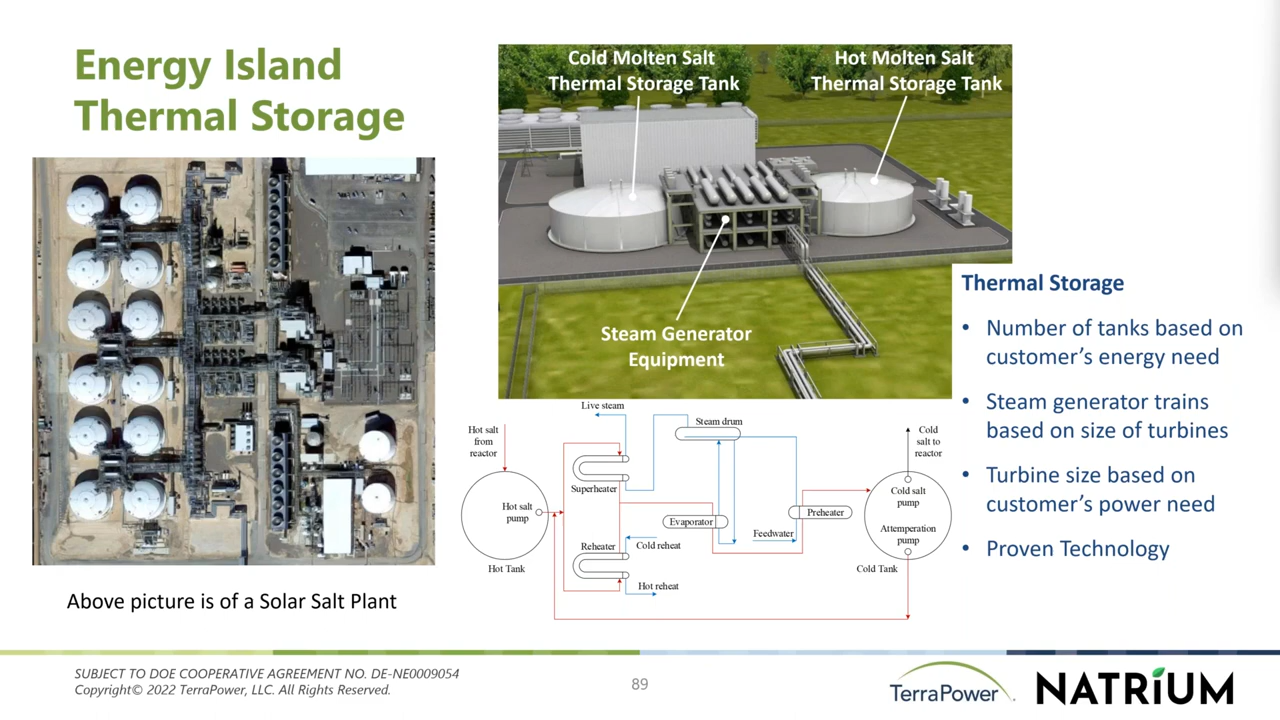 Energy Island
Thermal Storage
Above picture is of a Solar Salt Plant
Cold Molten Salt
Thermal Storage Tank
Hot Molten Salt
Thermal Storage Tank
Steam Generator
Equipment
Live steam
Hot salt
from
reactor
Steam drum
Cold
salt to
reactor
Superheater
Hot salt
pump
Cold salt
pump
Evaporator
Preheater
Attemperation
pump
Feedwater
Reheater
Cold reheat
Hot Tank
Cold Tank
Hot reheat
Thermal Storage
• Number of tanks based on
customer's energy need
• Steam generator trains
based on size of turbines
• Turbine size based on
customer's power need
• Proven Technology
SUBJECT TO DOE COOPERATIVE AGREEMENT NO. DE-NE0009054
Copyright© 2022 TerraPower, LLC. All Rights Reserved.
89
TerraPower
NATRIUM